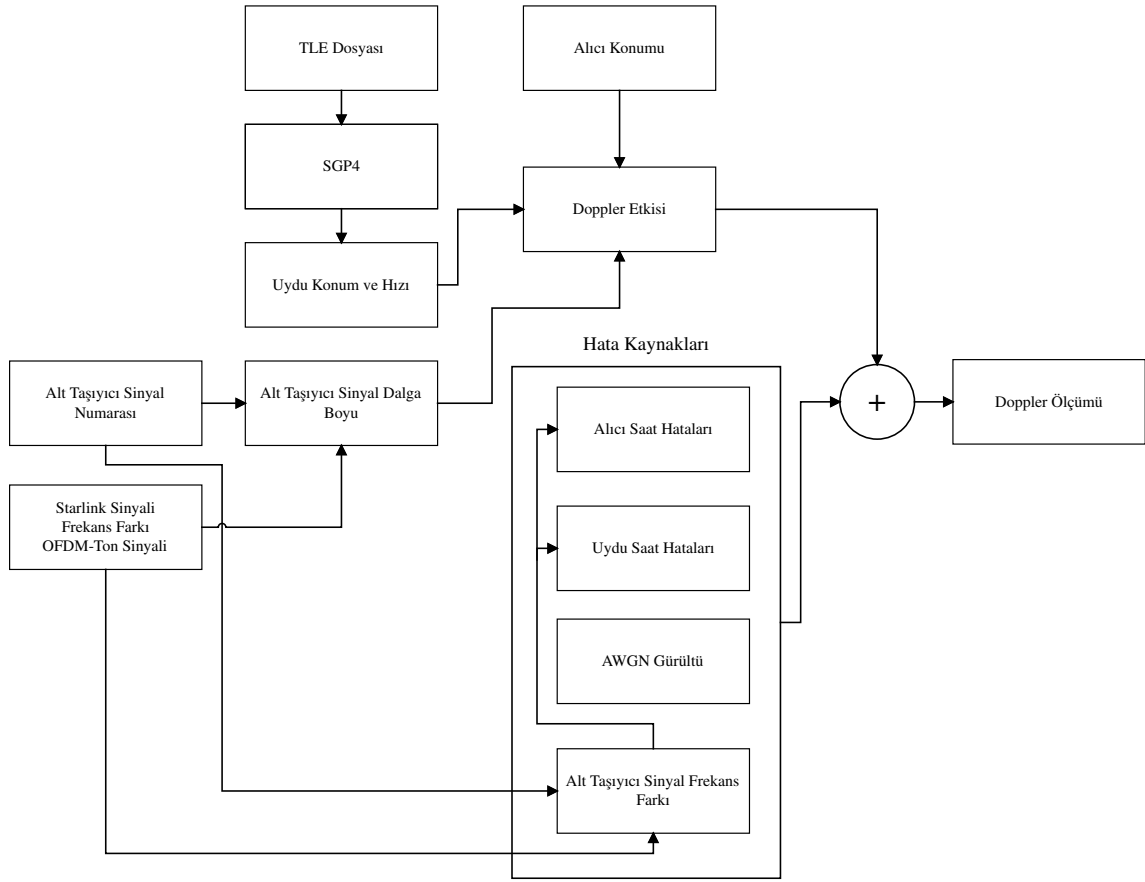 TLE Dosyası
Alıcı Konumu
SGP4
Doppler Etkisi
Uydu Konum ve Hızı
Hata Kaynakları
Alt Taşıyıcı Sinyal
Numarası
Alt Taşıyıcı Sinyal Dalga
Boyu
Alıcı Saat Hataları
+
Doppler Ölçümü
Starlink Sinyali
Frekans Farkı
OFDM-Ton Sinyali
Uydu Saat Hataları
AWGN Gürültü
Alt Taşıyıcı Sinyal Frekans
Farkı